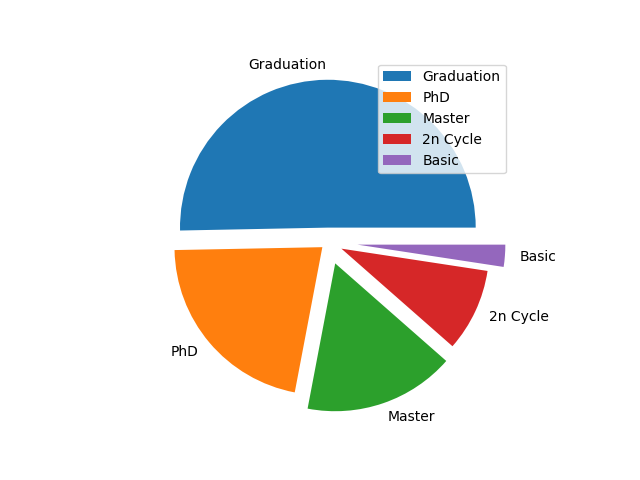 Graduation
Graduation
PhD
Master
2n Cycle
Basic
Basic
2n Cycle
PhD
Master